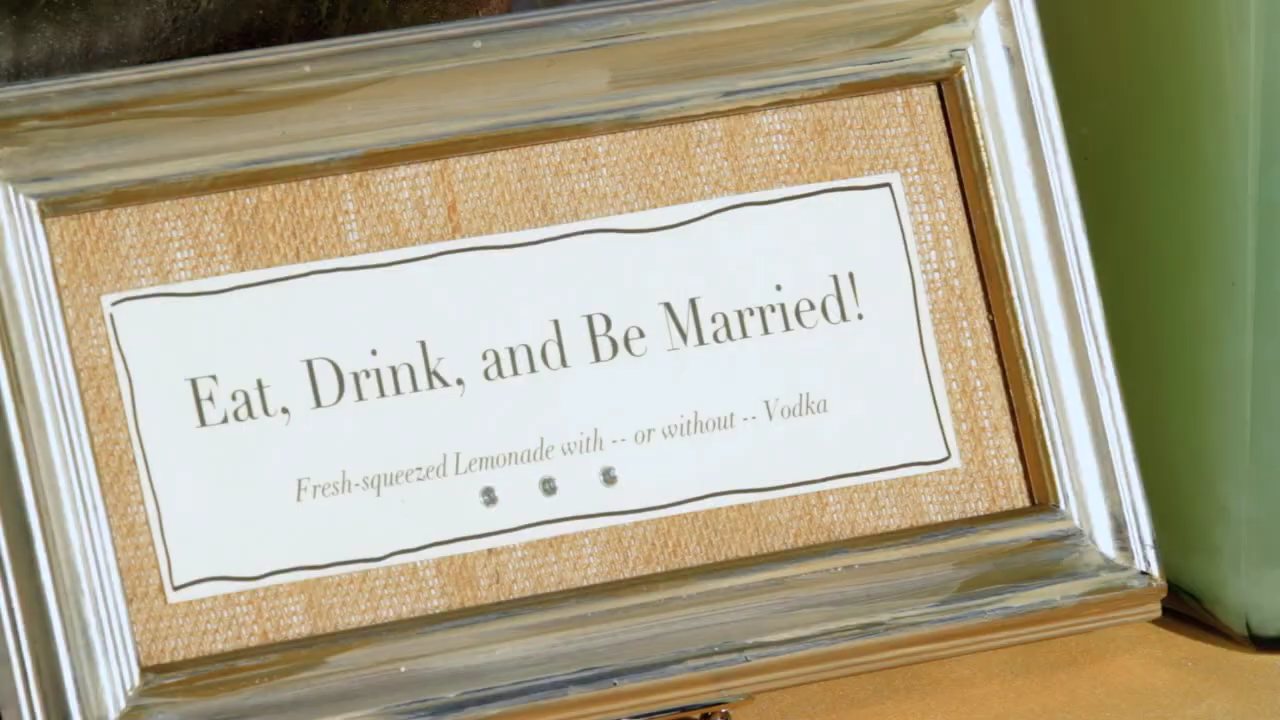 Eat, Drink, and Be Married!
Fresh-squeezed Lemonade with -- or without -- Vodka